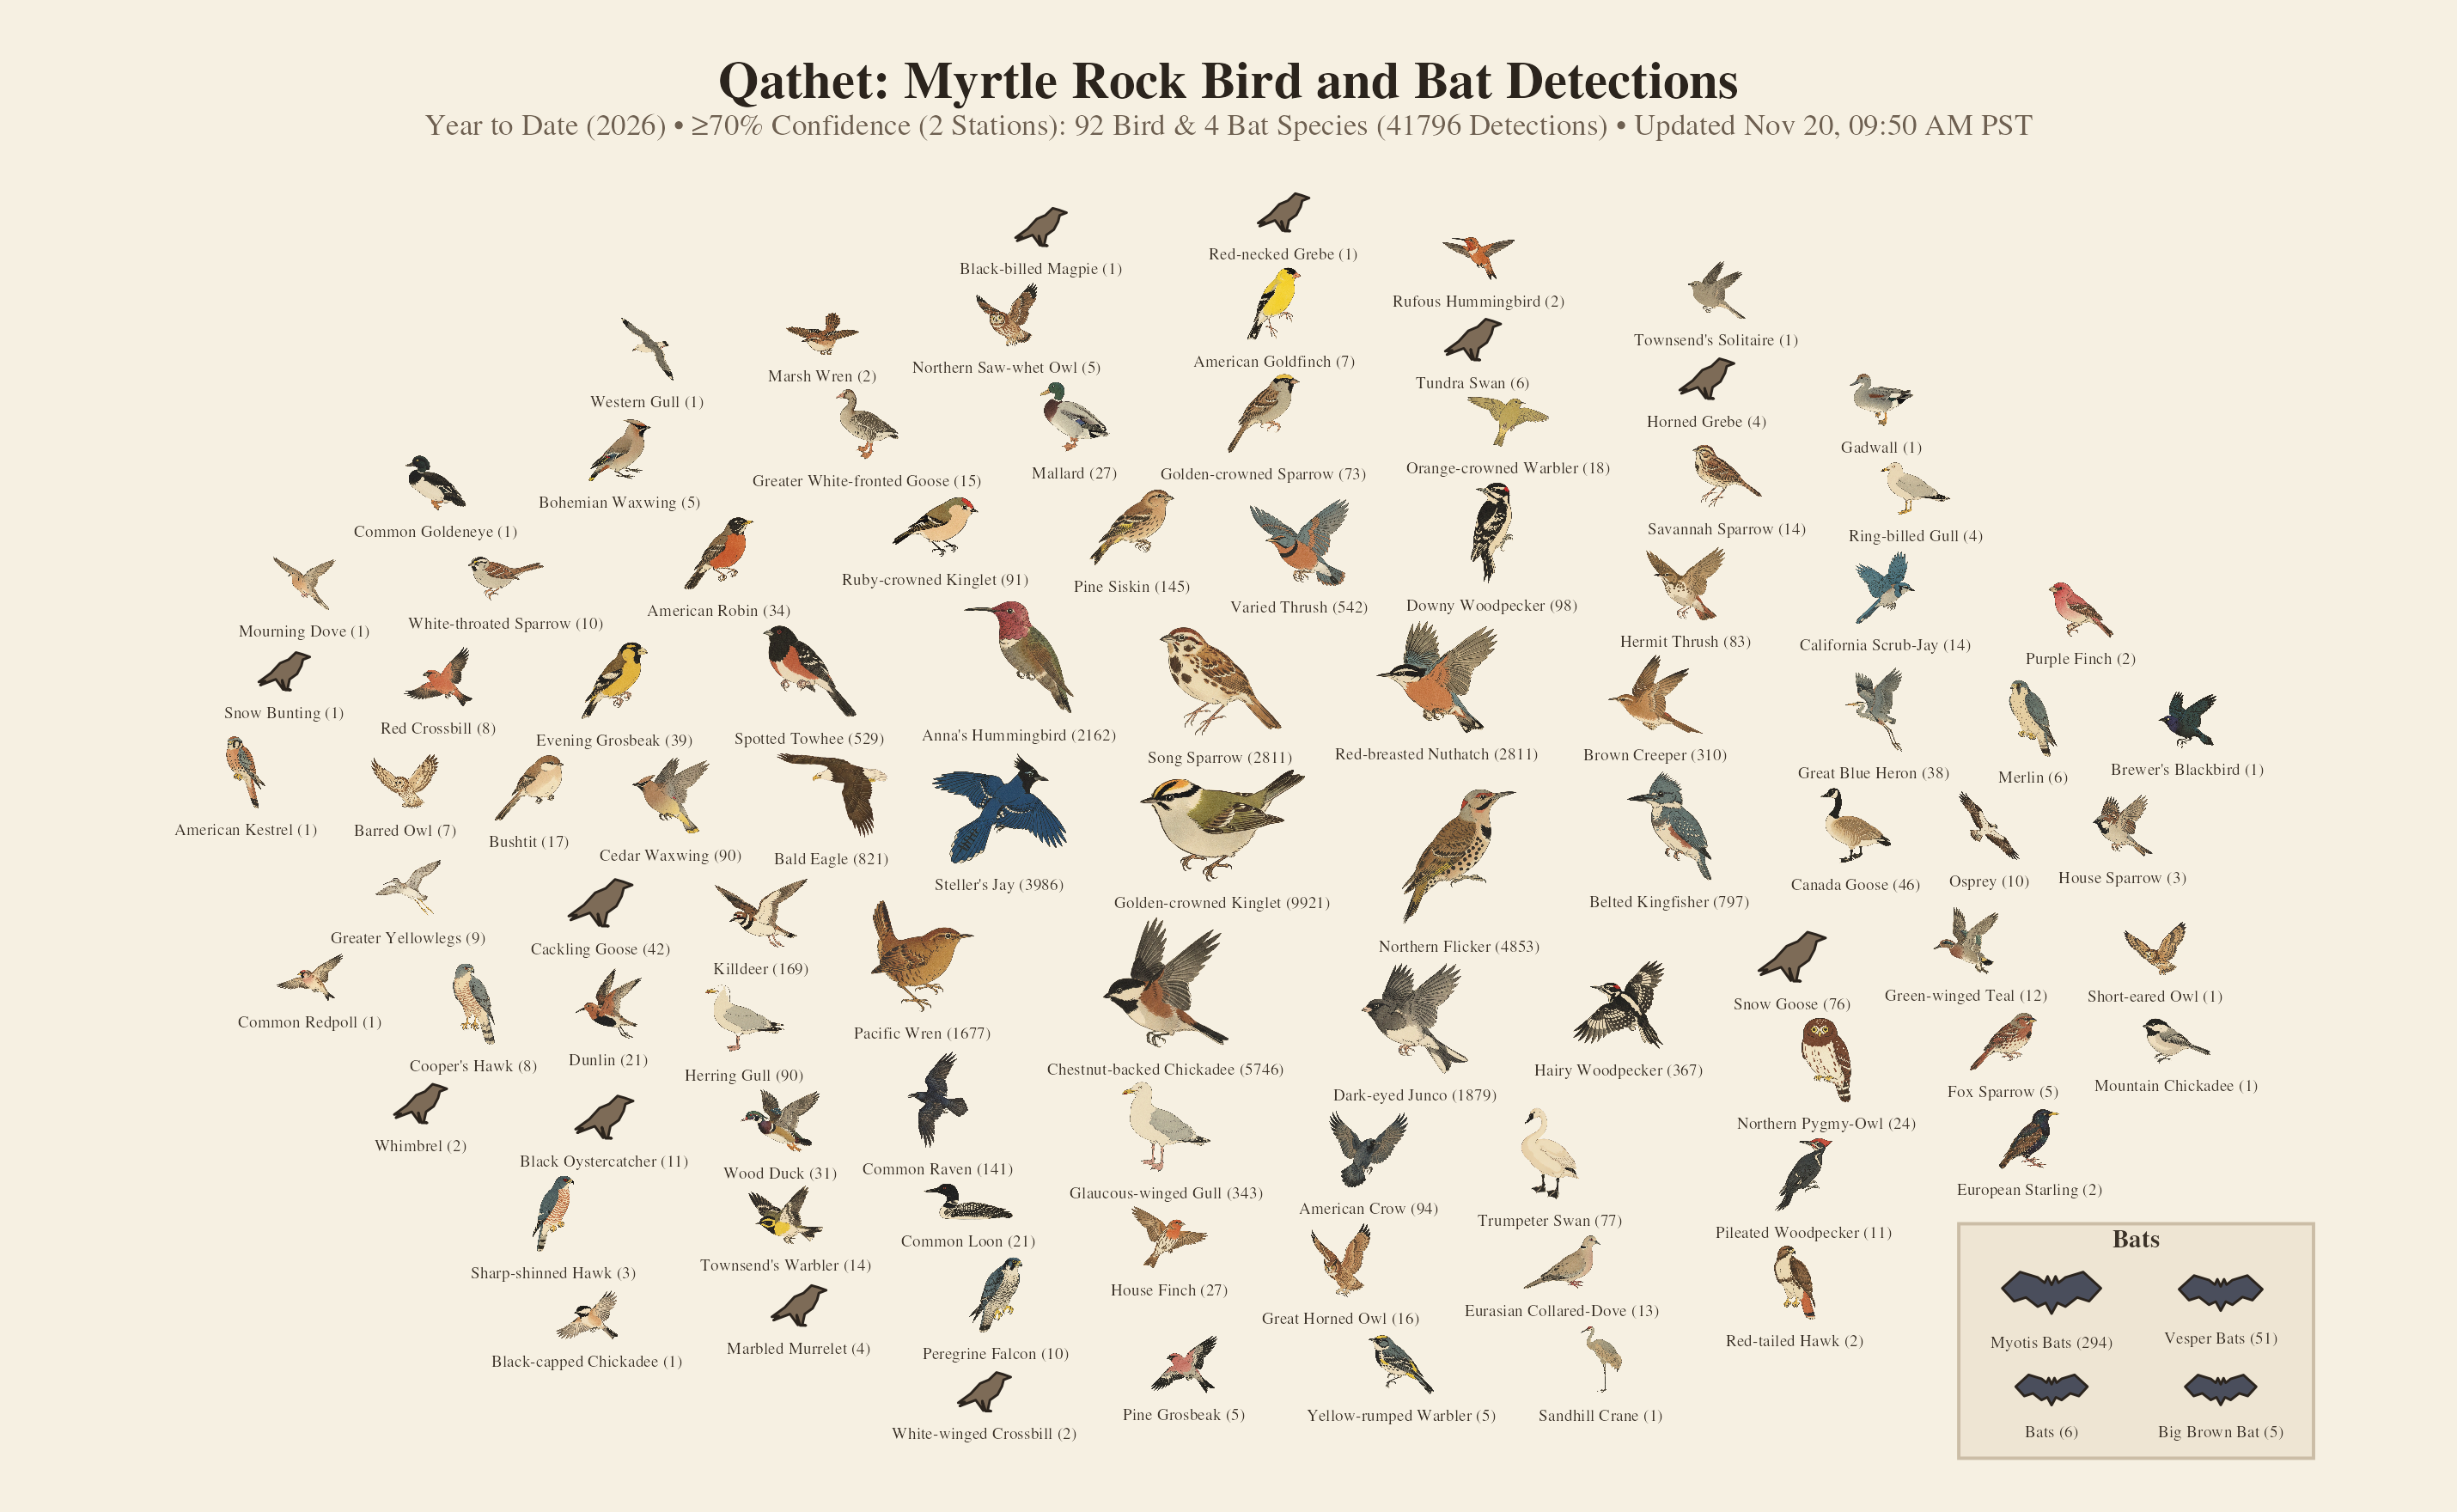 Qathet: Myrtle Rock Bird and Bat Detections
Year to Date (2026) • ≥70% Confidence (2 Stations): 92 Bird & 4 Bat Species (41796 Detections) • Updated Nov 20, 09:50 AM PST
Red-necked Grebe (1)
Black-billed Magpie (1)
Rufous Hummingbird (2)
Townsend's Solitaire (1)
American Goldfinch (7)
Northern Saw-whet Owl (5)
Marsh Wren (2)
Tundra Swan (6)
Western Gull (1)
Horned Grebe (4)
Gadwall (1)
Orange-crowned Warbler (18)
Mallard (27)
Golden-crowned Sparrow (73)
Greater White-fronted Goose (15)
Bohemian Waxwing (5)
Savannah Sparrow (14)
Common Goldeneye (1)
Ring-billed Gull (4)
Ruby-crowned Kinglet (91)
Pine Siskin (145)
Downy Woodpecker (98)
Varied Thrush (542)
American Robin (34)
White-throated Sparrow (10)
Mourning Dove (1)
Hermit Thrush (83)
California Scrub-Jay (14)
Purple Finch (2)
Snow Bunting (1)
Red Crossbill (8)
Anna's Hummingbird (2162)
Spotted Towhee (529)
Evening Grosbeak (39)
Red-breasted Nuthatch (2811)
Brown Creeper (310)
Song Sparrow (2811)
Brewer's Blackbird (1)
Great Blue Heron (38)
Merlin (6)
American Kestrel (1)
Barred Owl (7)
Bushtit (17)
Cedar Waxwing (90)
Bald Eagle (821)
House Sparrow (3)
Osprey (10)
Steller's Jay (3986)
Canada Goose (46)
Belted Kingfisher (797)
Golden-crowned Kinglet (9921)
Greater Yellowlegs (9)
Northern Flicker (4853)
Cackling Goose (42)
Killdeer (169)
Green-winged Teal (12)
Short-eared Owl (1)
Snow Goose (76)
Common Redpoll (1)
Pacific Wren (1677)
Dunlin (21)
Cooper's Hawk (8)
Chestnut-backed Chickadee (5746)
Hairy Woodpecker (367)
Herring Gull (90)
Mountain Chickadee (1)
Fox Sparrow (5)
Dark-eyed Junco (1879)
Northern Pygmy-Owl (24)
Whimbrel (2)
Black Oystercatcher (11)
Common Raven (141)
Wood Duck (31)
European Starling (2)
Glaucous-winged Gull (343)
American Crow (94)
Trumpeter Swan (77)
Pileated Woodpecker (11)
Common Loon (21)
Townsend's Warbler (14)
Sharp-shinned Hawk (3)
House Finch (27)
Eurasian Collared-Dove (13)
Great Horned Owl (16)
Red-tailed Hawk (2)
Marbled Murrelet (4)
Peregrine Falcon (10)
Black-capped Chickadee (1)
Pine Grosbeak (5)
Yellow-rumped Warbler (5)
Sandhill Crane (1)
White-winged Crossbill (2)
Bats
Myotis Bats (294)
Vesper Bats (51)
Bats (6)
Big Brown Bat (5)